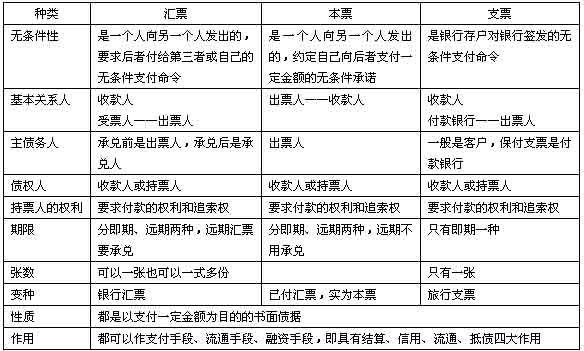 种类 汇票 本票 支票
无条件性 是一个人向另一个人发出的， 是一个人向另一个人发 是银行存户对银行签发的无
要求后者付给第三者或自己的 出的，约定自己向后者支付一 条件支付命令
无条件支付命令 定金额的无条件承诺
基本关系人 收款人 出票人——收款人 收款人
受票人——出票人 付款银行——出票人
主债务人 承兑前是出票人，承兑后是承 出票人 一般是客户，保付支票是付
兑人 款银行
债权人 收款人或持票人 收款人或持票人 收款人或持票人
持票人的权利 要求付款的权利和追索权 要求付款的权利和追索权 要求付款的权利和追索权
期限 分即期、远期两种，远期汇票 分即期、远期两种，远期不 只有即期一种
要承兑 用承兑
张数 可以一张也可以一式多份 只有一张
变种 银行汇票 已付汇票，实为本票 旅行支票
性质 都是以支付一定金额为目的的书面债据
作用 都可以作支付手段、流通手段、融资手段，即具有结算、信用、流通、抵债四大作用